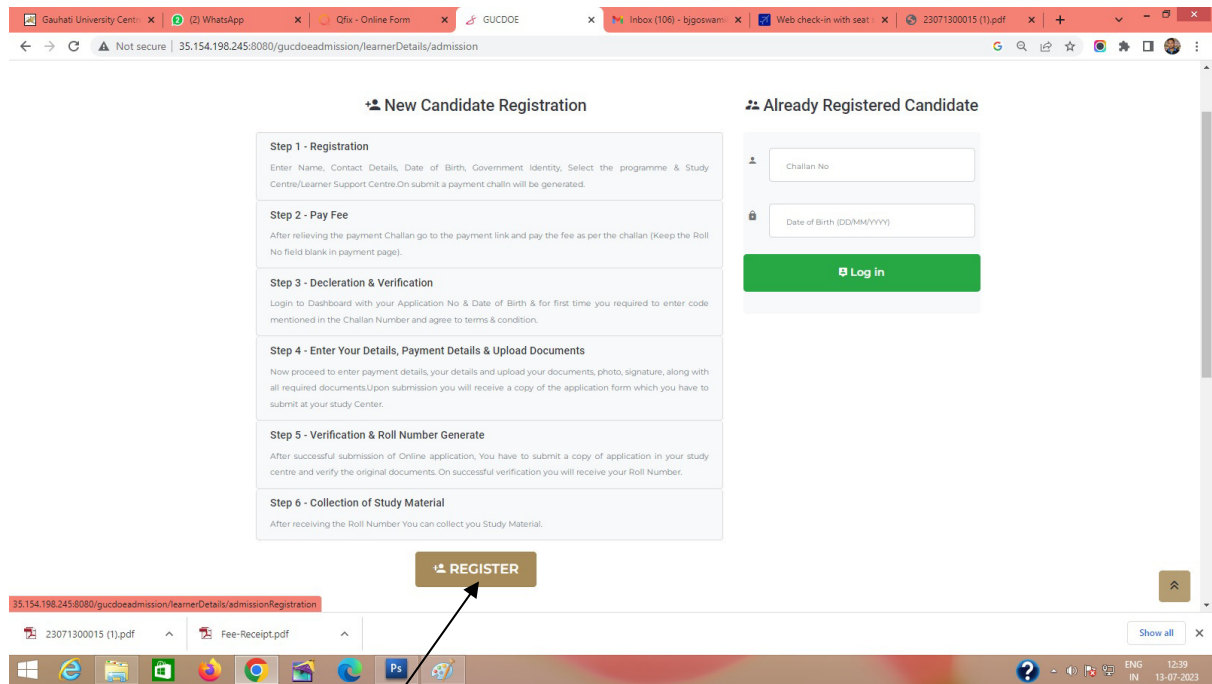 Gauhati University Centr
(2) WhatsApp
Qfix - Online Form
GUCDOE
Inbox (106) - bjgoswami
Web check-in with seat s
23071300015 (1).pdf
Not secure | 35.154.198.245:8080/gucdoeadmission/learnerDetails/admission
New Candidate Registration
Step 1 - Registration
Enter Name, Contact Details, Date of Birth, Government Identity, Select the programme & Study
Centre/Learner Support Centre.On submit a payment challn will be generated.
Step 2 - Pay Fee
After relieving the payment Challan go to the payment link and pay the fee as per the challan (Keep the Roll
No field blank in payment page).
Step 3 - Decleration & Verification
Login to Dashboard with your Application No & Date of Birth & for first time you required to enter code
mentioned in the Challan Number and agree to terms & condition.
Step 4 - Enter Your Details, Payment Details & Upload Documents
Now proceed to enter payment details, your details and upload your documents, photo, signature, along with
all required documents.Upon submission you will receive a copy of the application form which you have to
submit at your study Center.
Step 5 - Verification & Roll Number Generate
After successful submission of Online application, You have to submit a copy of application in your study
centre and verify the original documents. On successful verification you will receive your Roll Number.
Step 6 - Collection of Study Material
After receiving the Roll Number You can collect you Study Material.
REGISTER
Already Registered Candidate
Challan No
Date of Birth (DD/MM/YYYY)
Log in
35.154.198.245:8080/gucdoeadmission/learnerDetails/admissionRegistration
23071300015 (1).pdf
Fee-Receipt.pdf
Show all
Ps
ENG
IN
12:39
13-07-2023